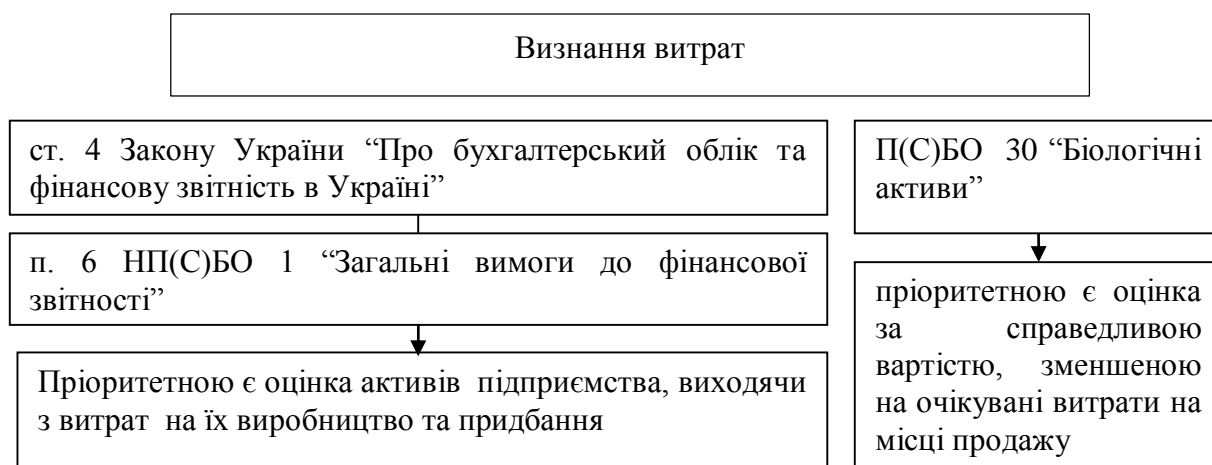 Визнання витрат
ст. 4 Закону України “Про бухгалтерський облік та
фінансову звітність в Україні”
п. 6 НП(С)БО 1 “Загальні вимоги до фінансової
звітності”
Пріоритетною є оцінка активів підприємства, виходячи
з витрат на їх виробництво та придбання
П(С)БО 30 “Біологічні
активи”
пріоритетною є оцінка
за справедливою
вартістю, зменшеною
на очікувані витрати на
місці продажу